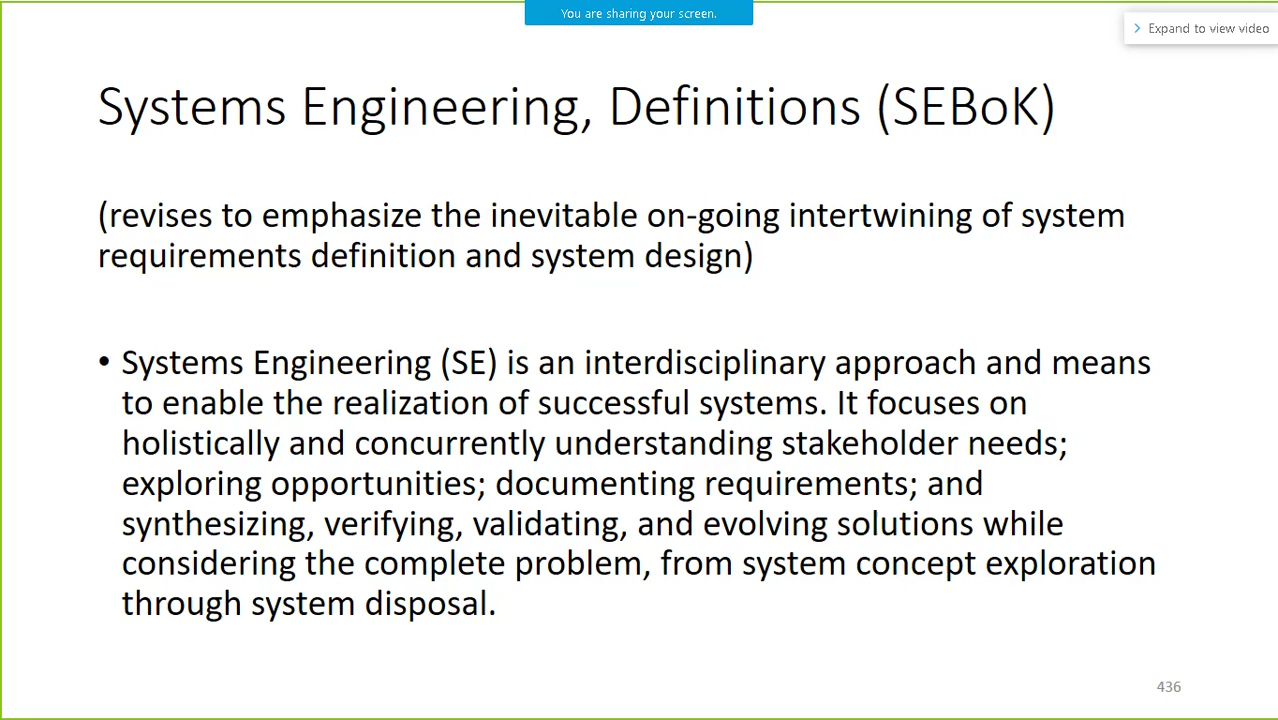 You are sharing your screen.
Expand to view video
Systems Engineering, Definitions (SEBoK)
(revises to emphasize the inevitable on-going intertwining of system
requirements definition and system design)
• Systems Engineering (SE) is an interdisciplinary approach and means
to enable the realization of successful systems. It focuses on
holistically and concurrently understanding stakeholder needs;
exploring opportunities; documenting requirements; and
synthesizing, verifying, validating, and evolving solutions while
considering the complete problem, from system concept exploration
through system disposal.
436